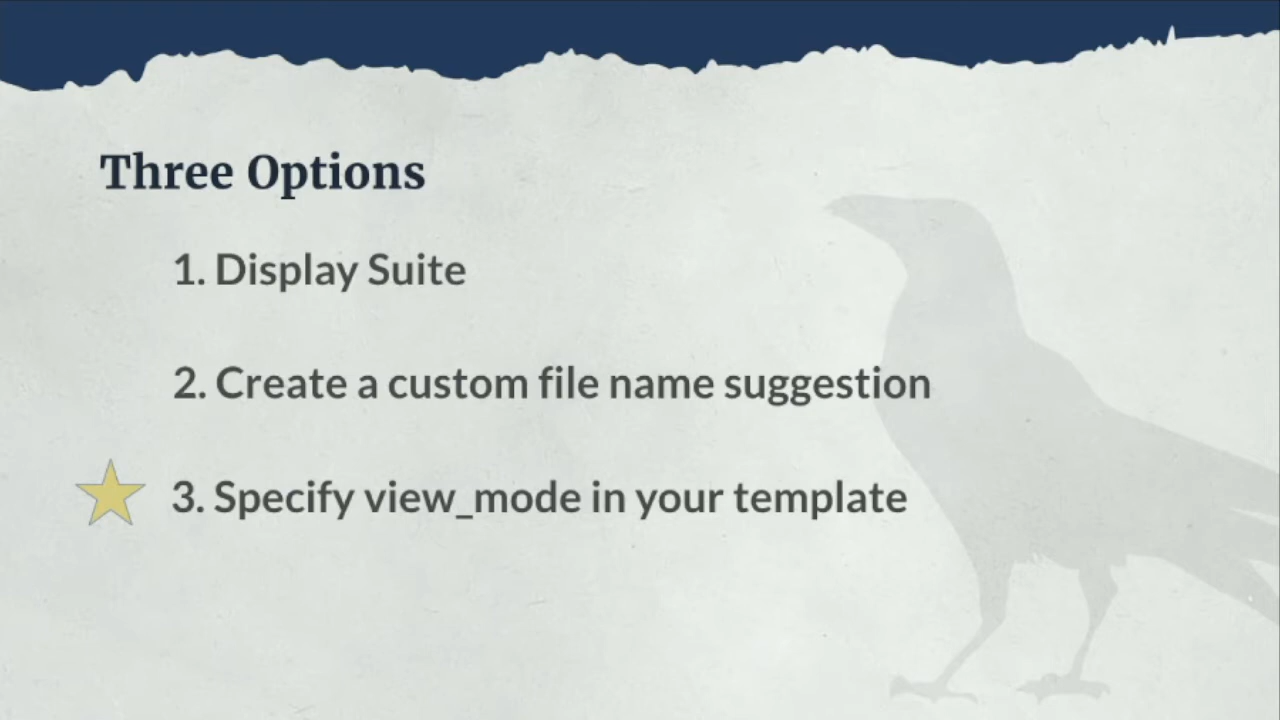 Three Options
1. Display Suite
2. Create a custom file name suggestion
3. Specify view_mode in your template